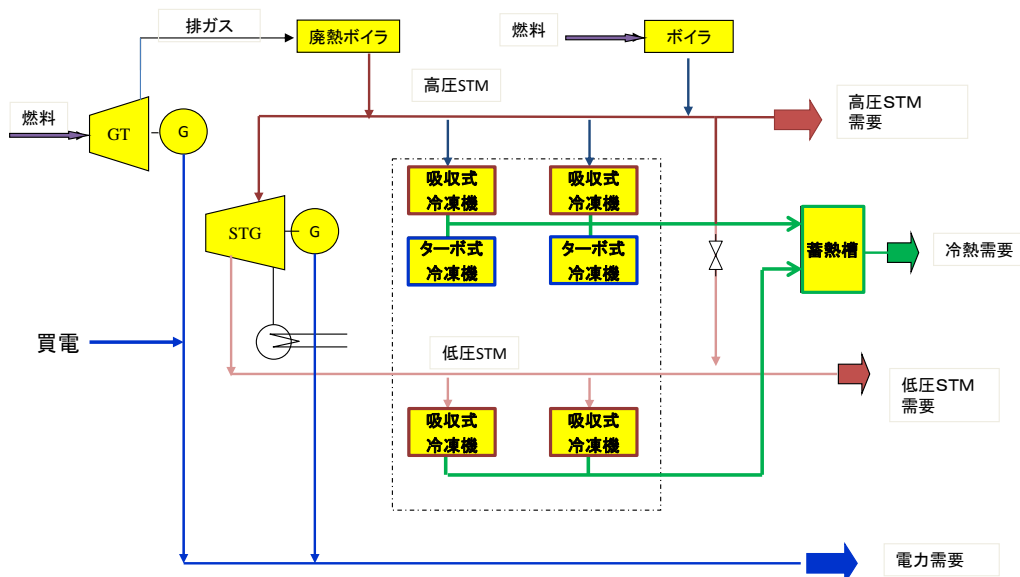 排ガス
廃熱ボイラ
燃料
ボイラ
高圧STM
高圧STM
需要
燃料
GT
G
吸収式
冷凍機
吸収式
冷凍機
STG
G
ターボ式
冷凍機
ターボ式
冷凍機
蓄熱槽
冷熱需要
買電
低圧STM
低圧STM
需要
吸収式
冷凍機
吸収式
冷凍機
電力需要